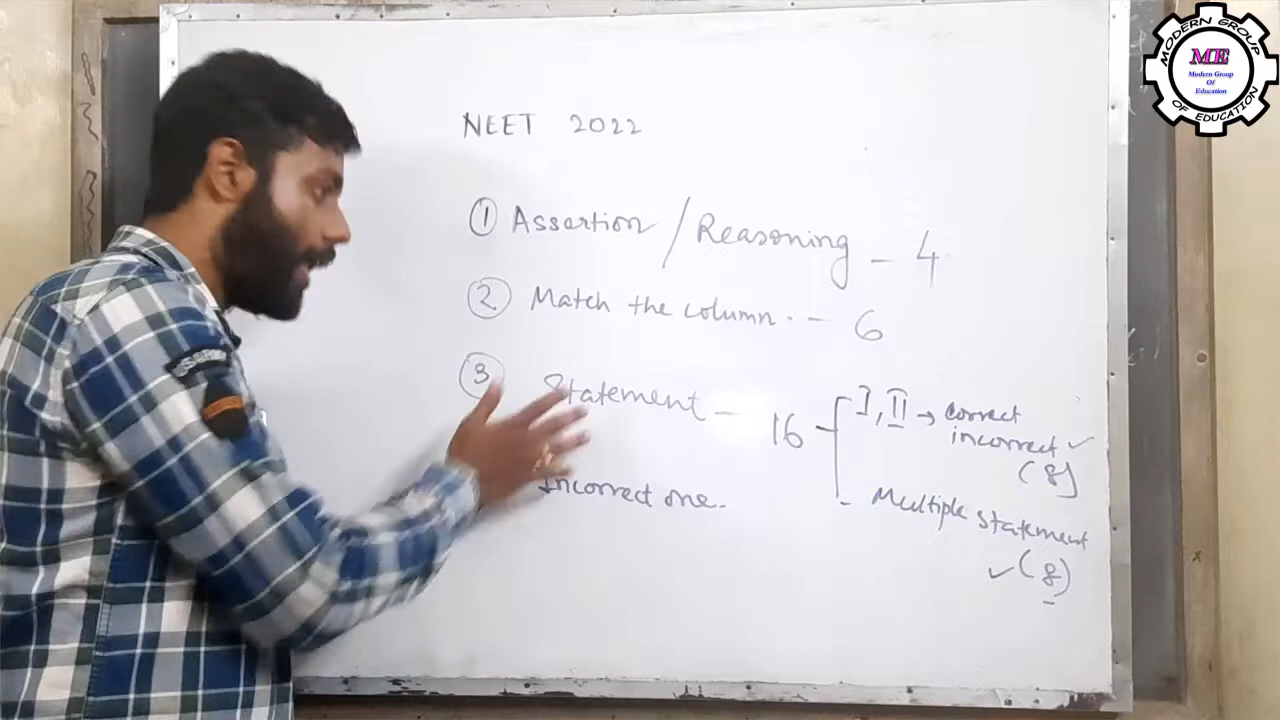 NEET 2022
① Assertion / Reasoning - 4
② Match the column. - 6
③ Statement - 16
I, II → correct
incorrect ✓
(8)
- Multiple statement
✓ (8)
Incorrect one.
MODERN GROUP
ME
Modern Group
Of
Education
OF EDUCATION